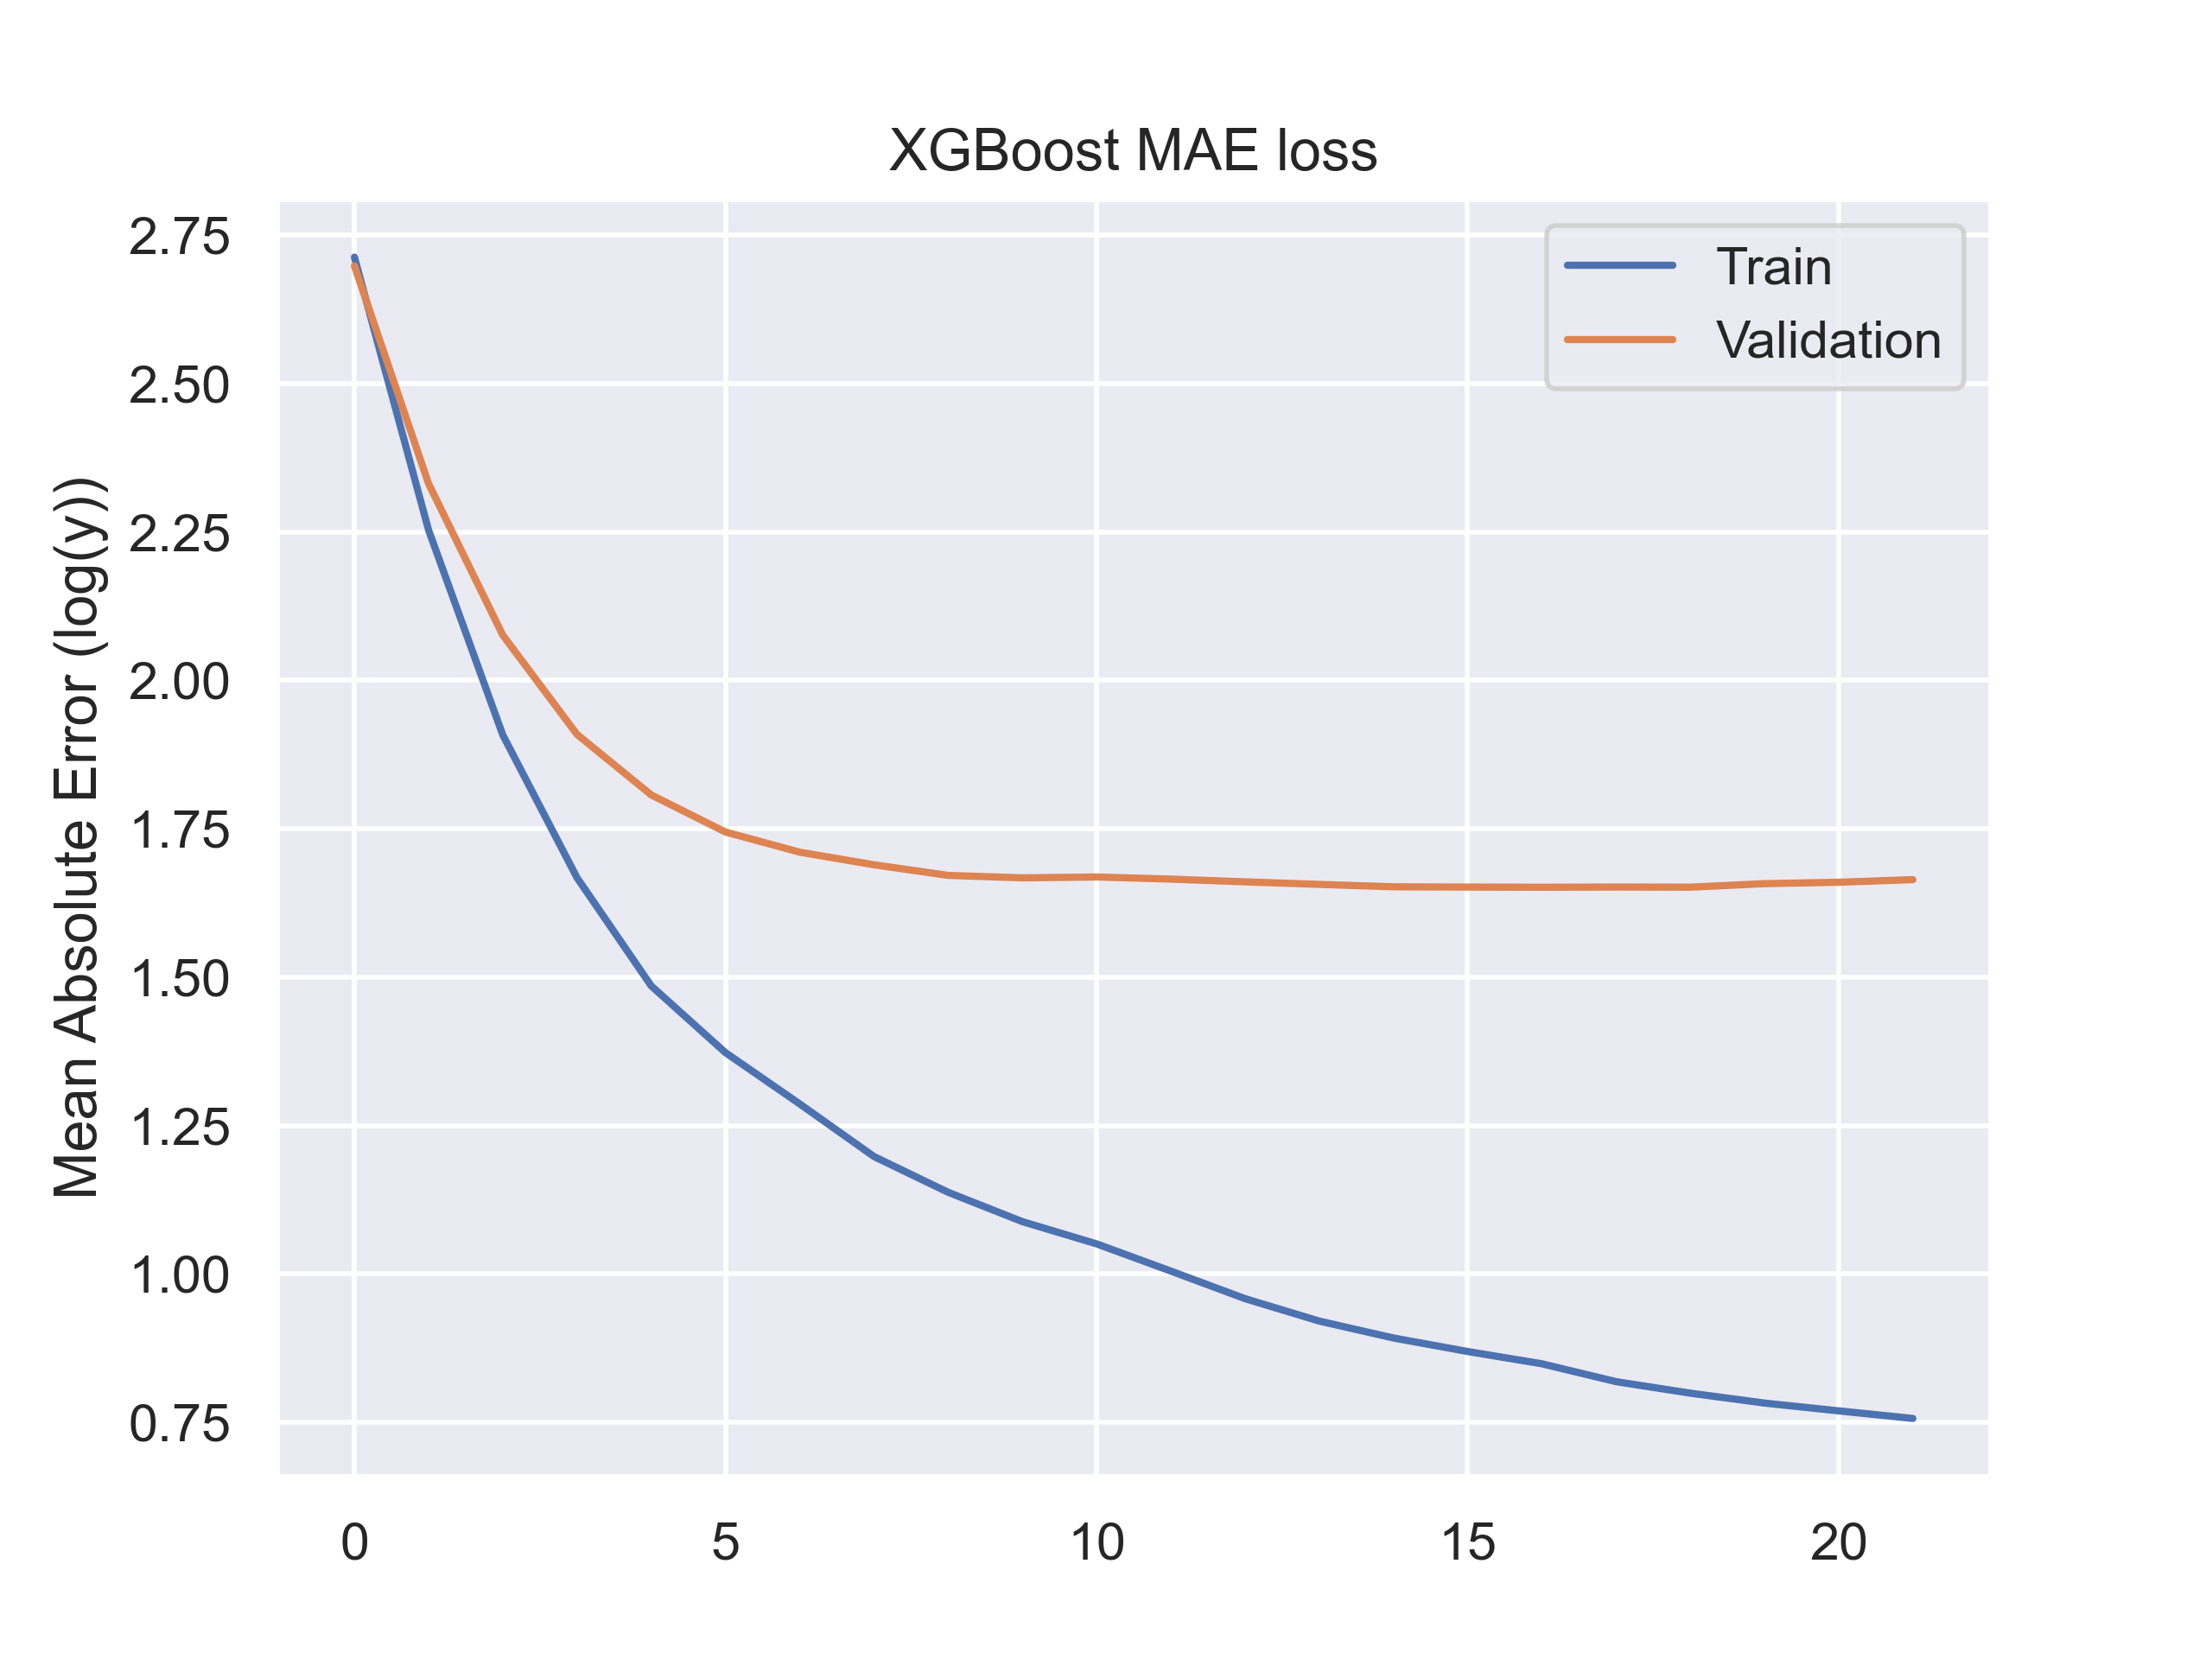 XGBoost MAE loss
Mean Absolute Error (log(y))
2.75
2.50
2.25
2.00
1.75
1.50
1.25
1.00
0.75
0 5 10 15 20
Train
Validation